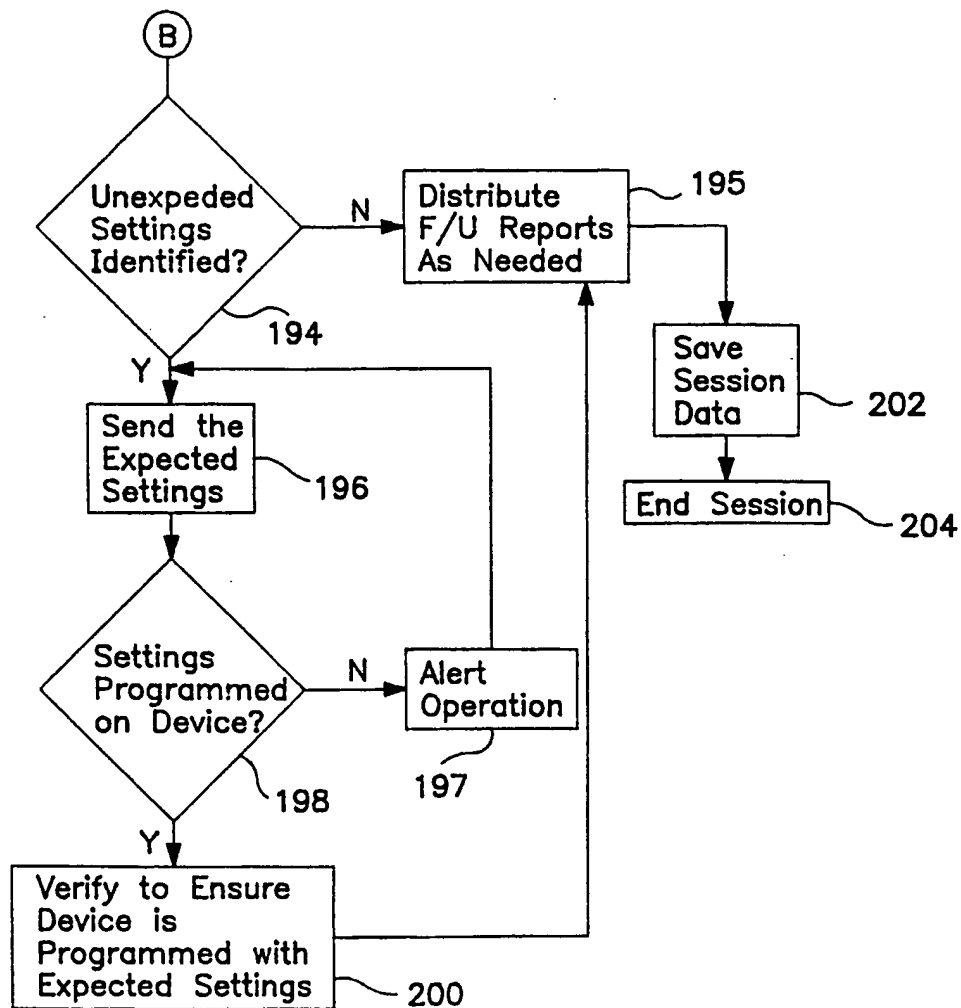 B
Unexpeded
Settings
Identified?
N
194
Distribute
F/U Reports
As Needed
195
Y
Save
Session
Data
202
Send the
Expected
Settings
196
End Session
204
Settings
Programmed
on Device?
N
198
Alert
Operation
197
Y
Verify to Ensure
Device is
Programmed with
Expected Settings
200